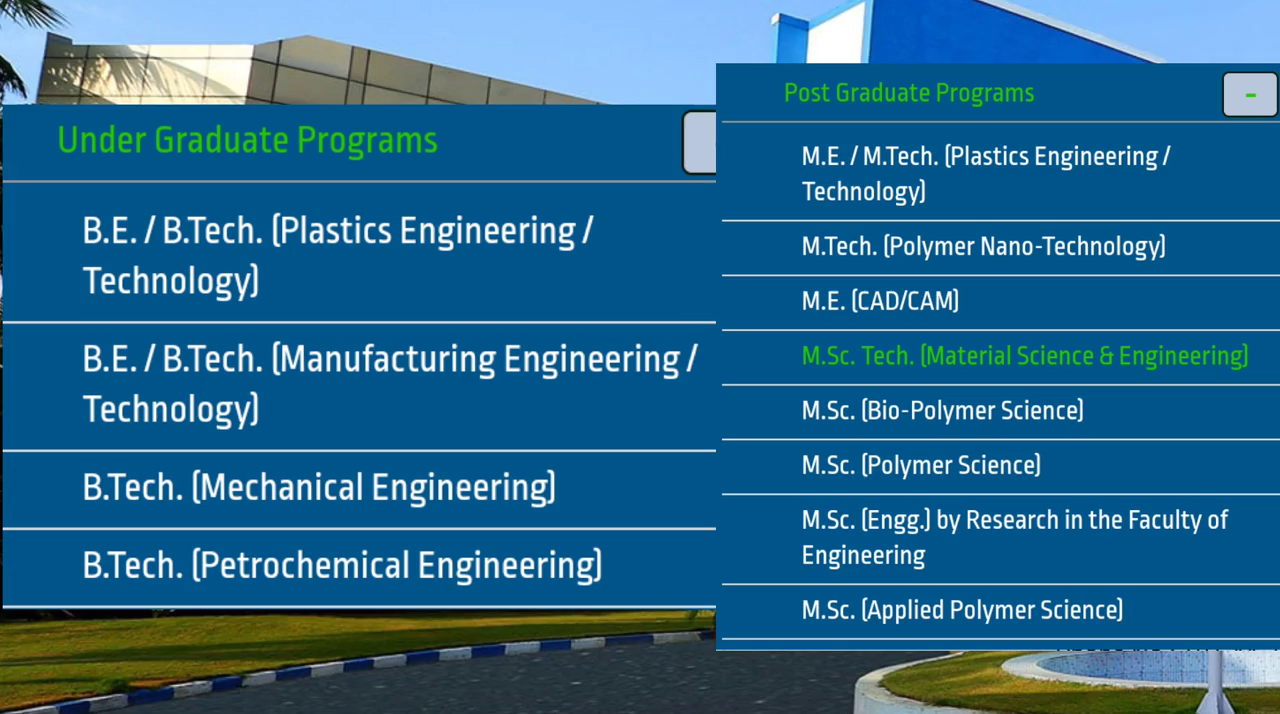 Under Graduate Programs
B.E. / B.Tech. (Plastics Engineering /
Technology)
B.E. / B.Tech. (Manufacturing Engineering /
Technology)
B.Tech. (Mechanical Engineering)
B.Tech. (Petrochemical Engineering)
Post Graduate Programs
-
M.E. / M.Tech. (Plastics Engineering /
Technology)
M.Tech. (Polymer Nano-Technology)
M.E. (CAD/CAM)
M.Sc. Tech. (Material Science & Engineering)
M.Sc. (Bio-Polymer Science)
M.Sc. (Polymer Science)
M.Sc. (Engg.) by Research in the Faculty of
Engineering
M.Sc. (Applied Polymer Science)